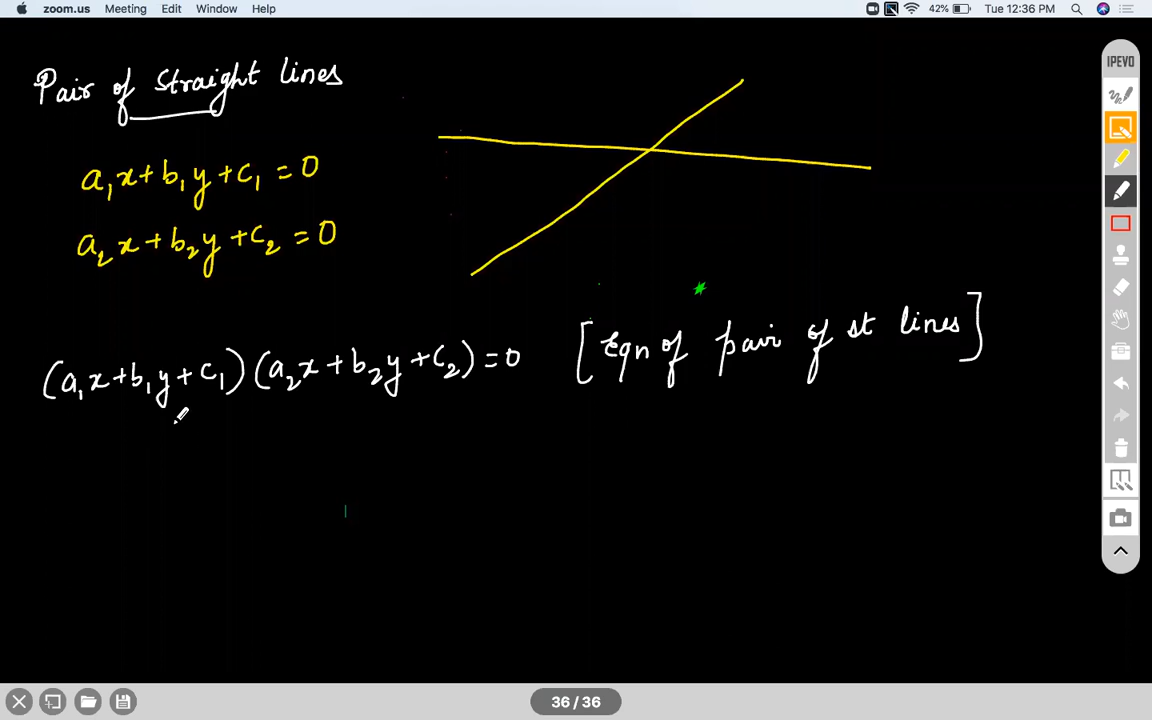 zoom.us Meeting Edit Window Help 42% Tue 12:36 PM
IPEVO
Pair of straight lines
a₁x+b₁y+c₁=0
a₂x+b₂y+c₂=0
(a₁x+b₁y+c₁)(a₂x+b₂y+c₂)=0 [Eqn of pair of st lines]
36/36